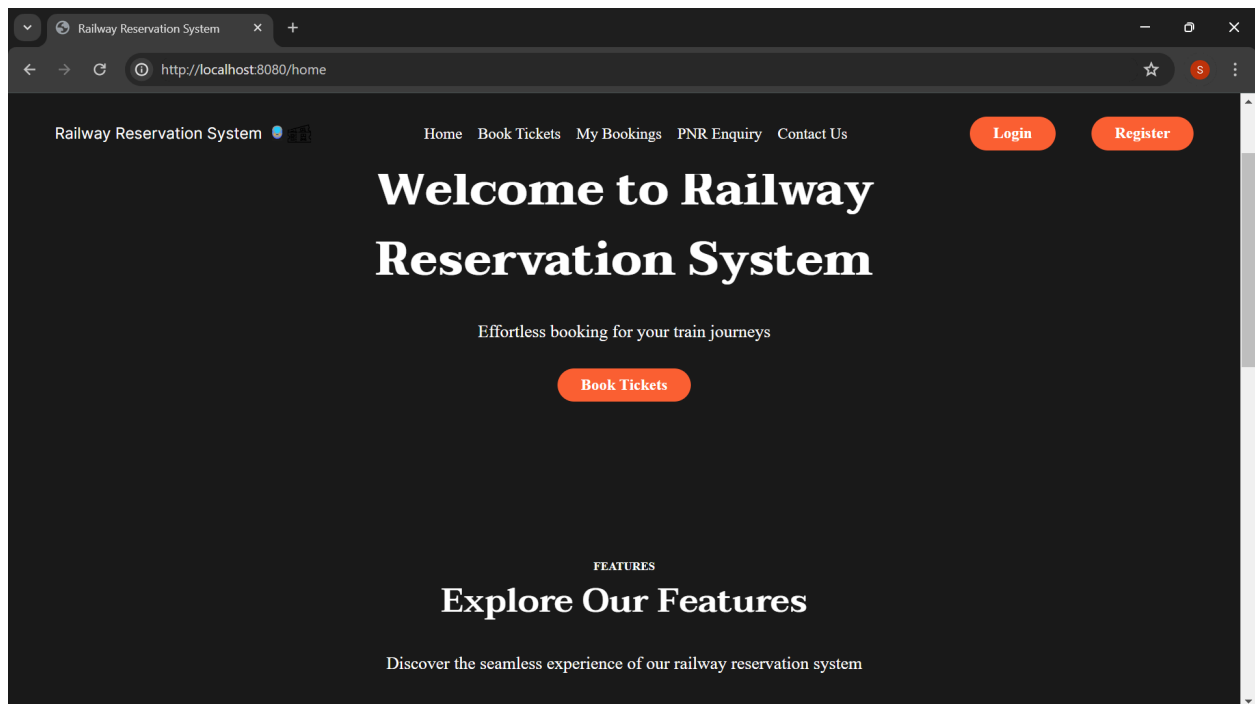 Railway Reservation System
http://localhost:8080/home
S
Railway Reservation System
Home Book Tickets My Bookings PNR Enquiry Contact Us
Login
Register
Welcome to Railway
Reservation System
Effortless booking for your train journeys
Book Tickets
FEATURES
Explore Our Features
Discover the seamless experience of our railway reservation system